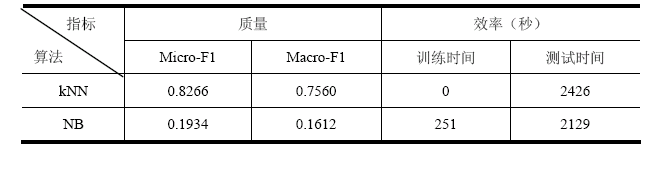 指标 质量 效率（秒）
算法 Micro-F1 Macro-F1 训练时间 测试时间
kNN 0.8266 0.7560 0 2426
NB 0.1934 0.1612 251 2129